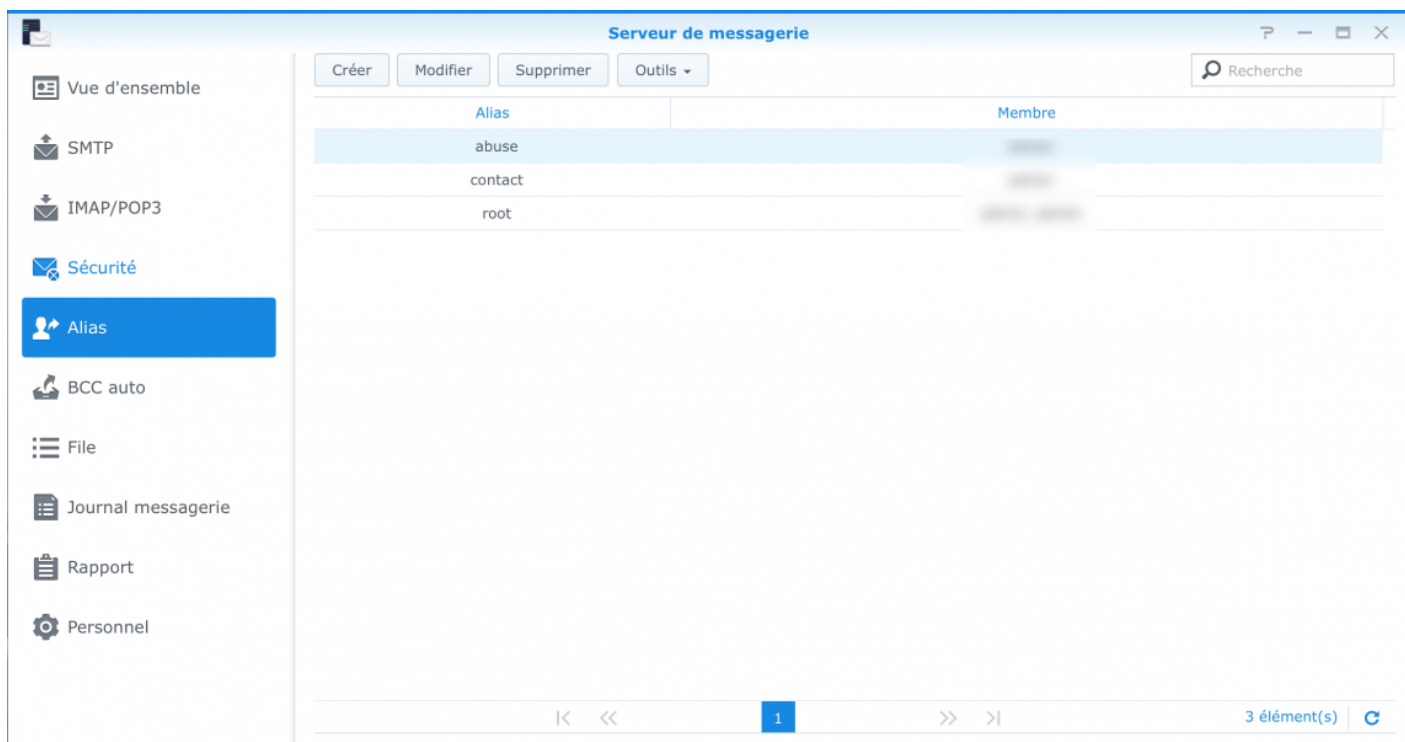 Serveur de messagerie
Créer Modifier Supprimer Outils Recherche
Vue d'ensemble
SMTP
IMAP/POP3
Sécurité
Alias
BCC auto
File
Journal messagerie
Rapport
Personnel
Alias Membre
abuse
contact
root
1 3 élément(s)